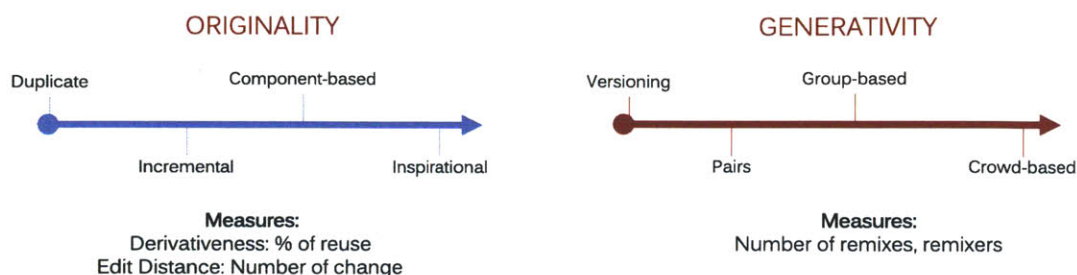 ORIGINALITY
Duplicate
Component-based
Incremental
Inspirational
Measures:
Derivativeness: % of reuse
Edit Distance: Number of change
GENERATIVITY
Versioning
Group-based
Pairs
Crowd-based
Measures:
Number of remixes, remixers